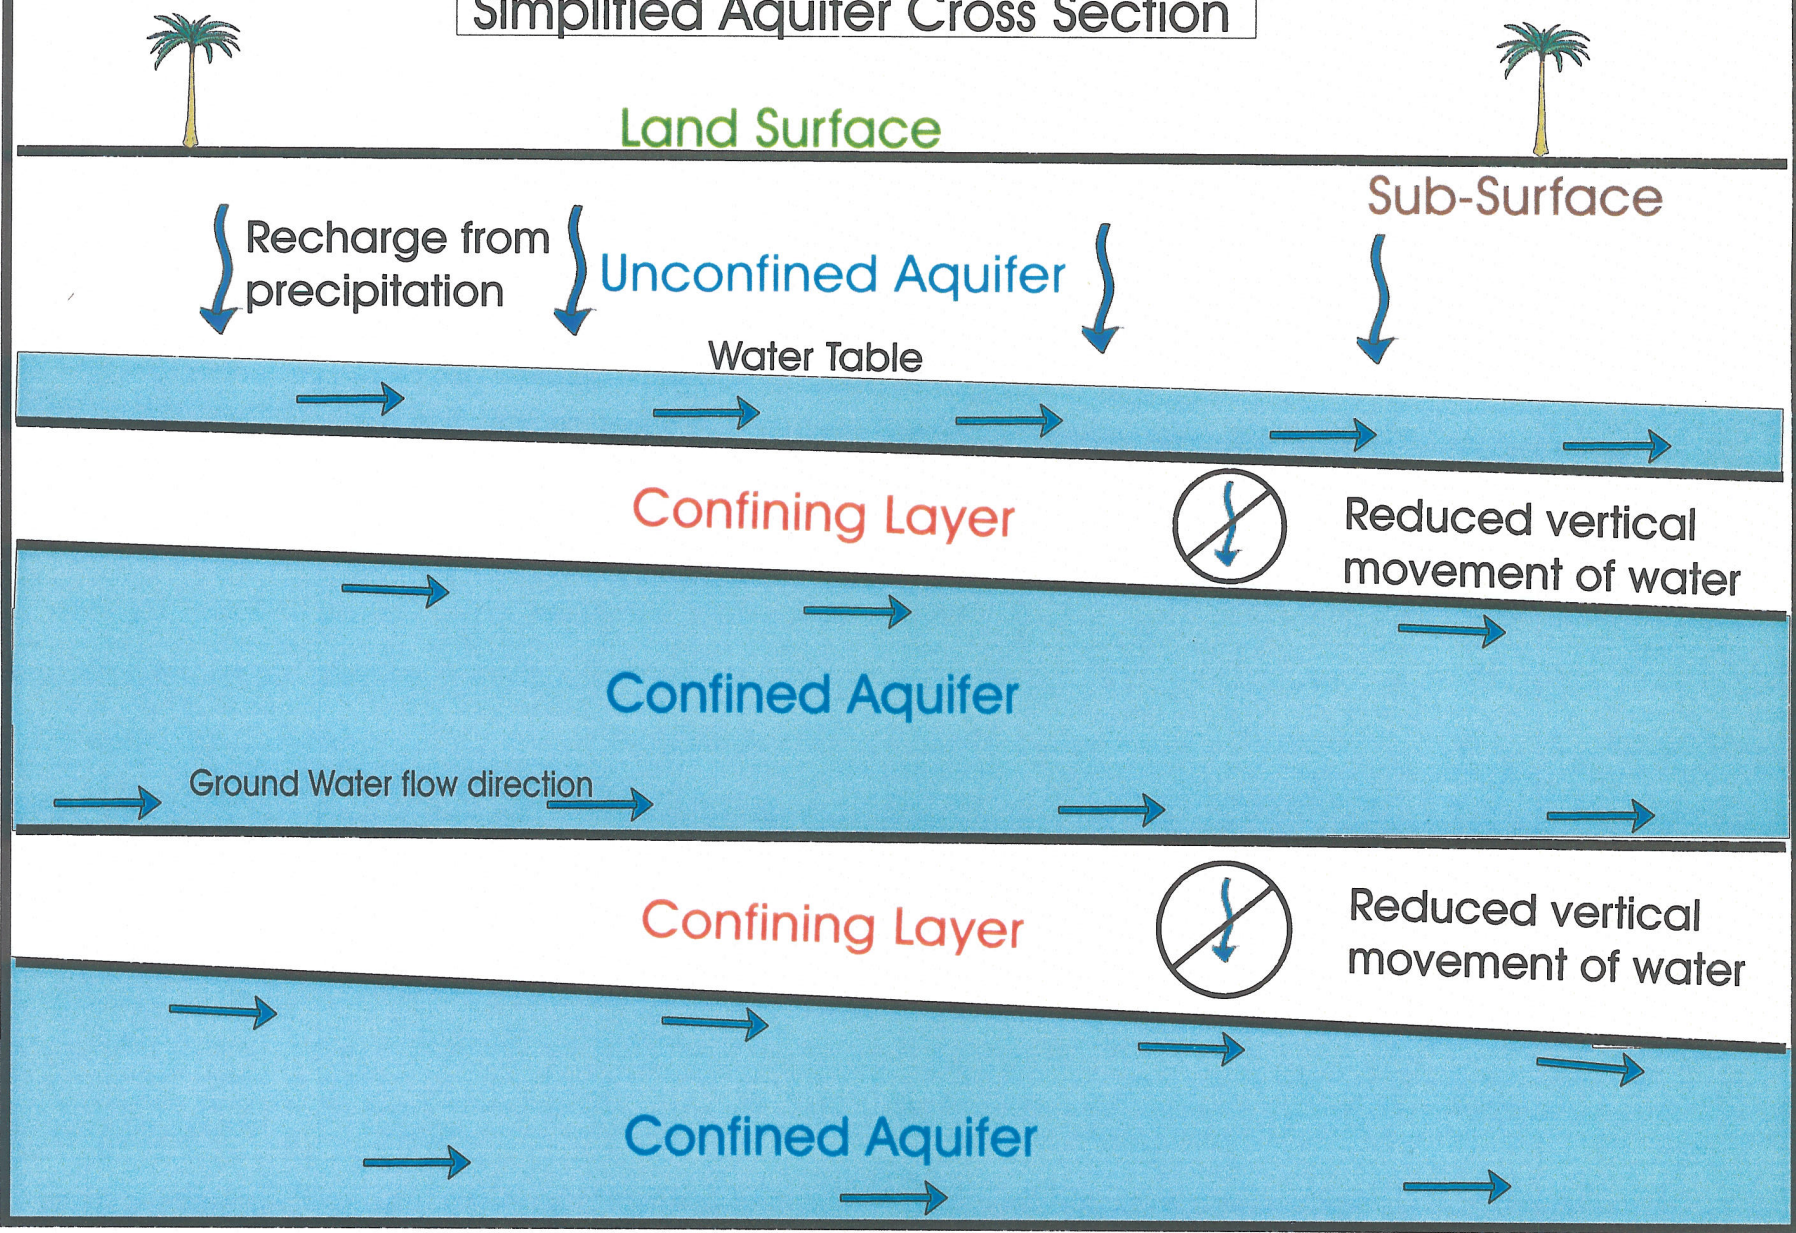 Simplified Aquifer Cross Section
Land Surface
Sub-Surface
Recharge from
precipitation
Unconfined Aquifer
Water Table
Confining Layer
Reduced vertical
movement of water
Confined Aquifer
Ground Water flow direction
Confining Layer
Reduced vertical
movement of water
Confined Aquifer